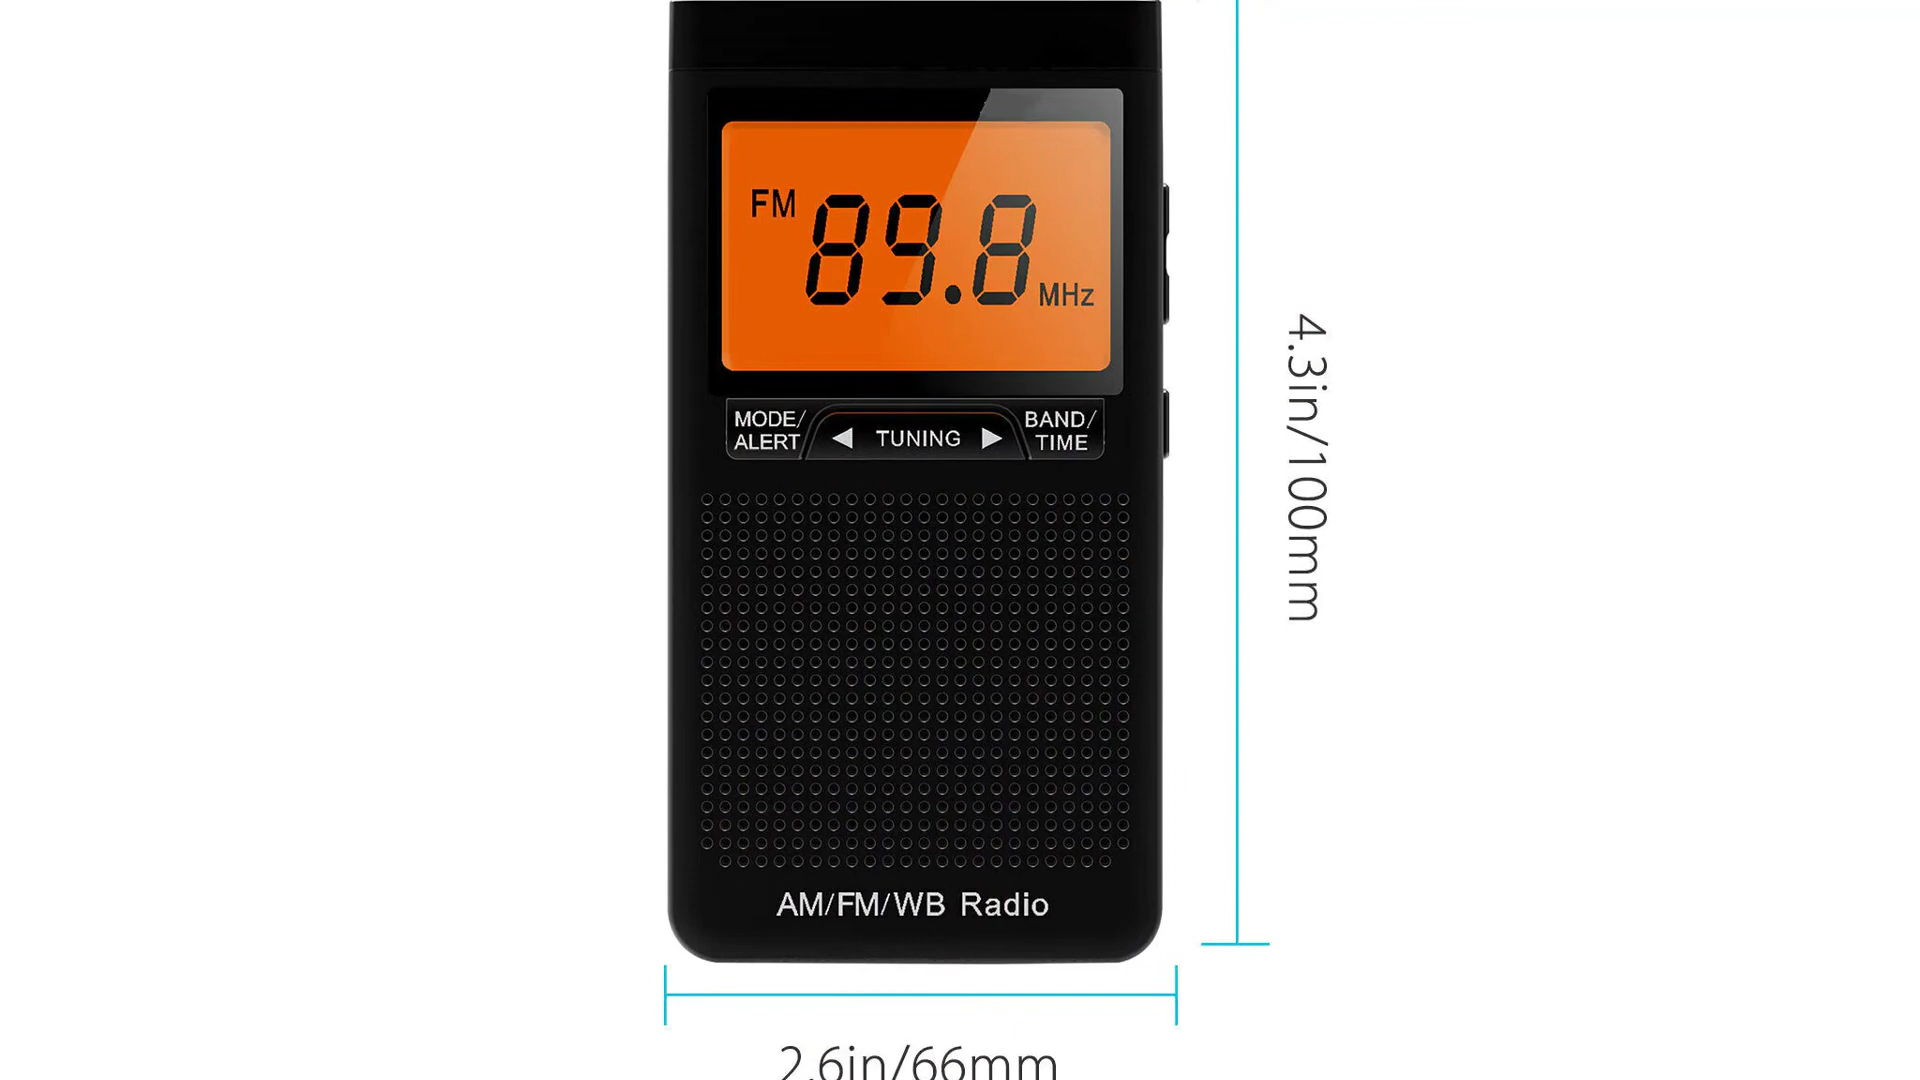 FM 89.8 MHz
MODE/
ALERT
◀ TUNING ▶
BAND/
TIME
AM/FM/WB Radio
4.3in/100mm
2.6in/66mm